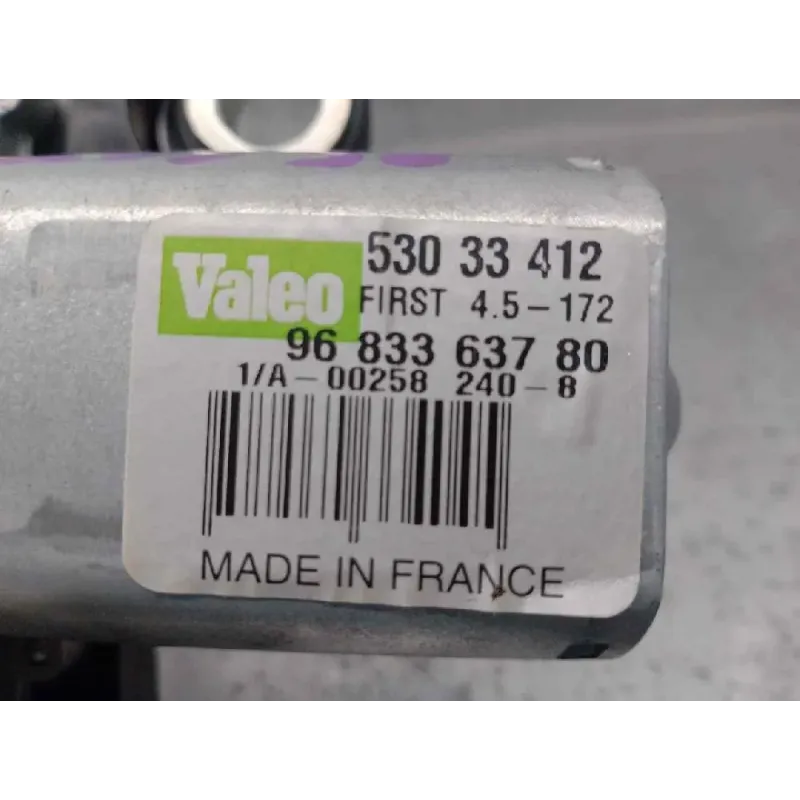 Valeo 530 33 412
FIRST 4.5-172
96 833 637 80
1/A-00258 240-8
MADE IN FRANCE